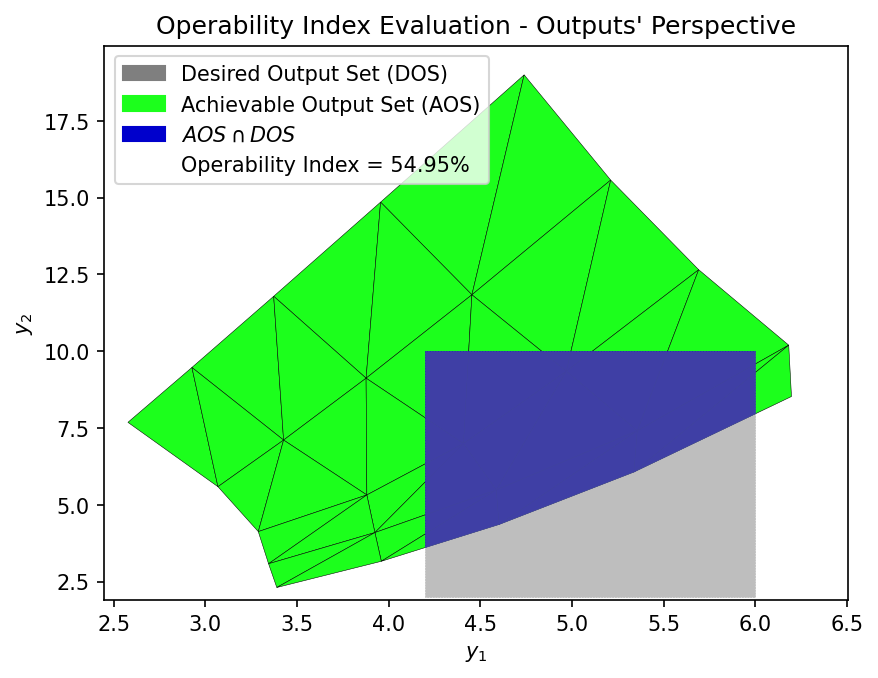 Operability Index Evaluation - Outputs' Perspective
Desired Output Set (DOS)
Achievable Output Set (AOS)
AOS ∩ DOS
Operability Index = 54.95%
17.5
15.0
12.5
10.0
7.5
5.0
2.5
y₂
2.5 3.0 3.5 4.0 4.5 5.0 5.5 6.0 6.5
y₁